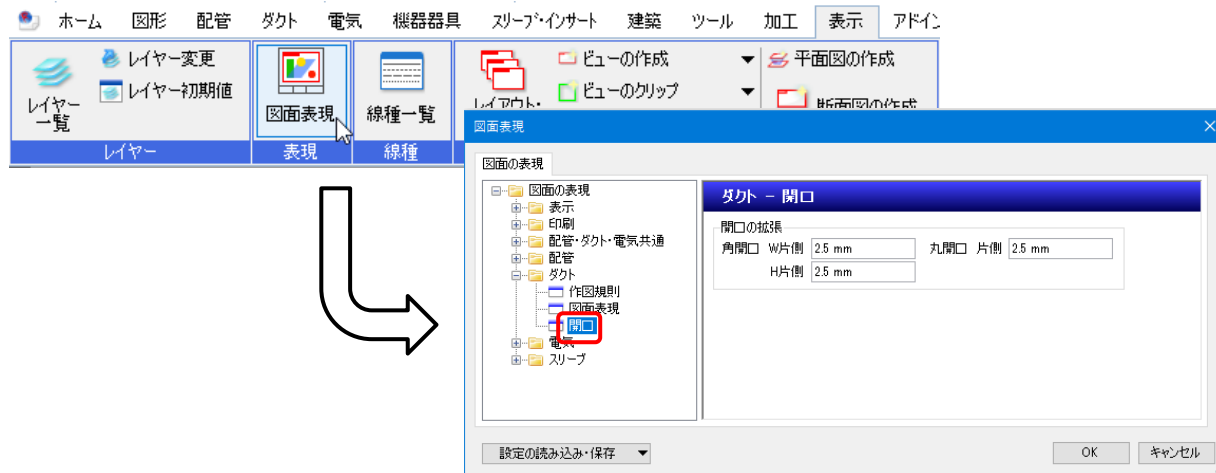 ホーム 図形 配管 ダクト 電気 機器器具 スリーブ・インサート 建築 ツール 加工 表示 アドイン
レイヤー一覧
レイヤー変更
レイヤー初期値
レイヤー
図面表現
表現
線種一覧
線種
レイアウト・
ビューの作成
ビューのクリップ
平面図の作成
断面図の作成
図面表現
図面の表現
図面の表現
表示
印刷
配管・ダクト・電気共通
配管
ダクト
作図規則
図面表現
開口
電気
スリーブ
ダクト - 開口
開口の拡張
角開口 W片側 2.5 mm 丸開口 片側 2.5 mm
H片側 2.5 mm
設定の読み込み・保存
OK キャンセル